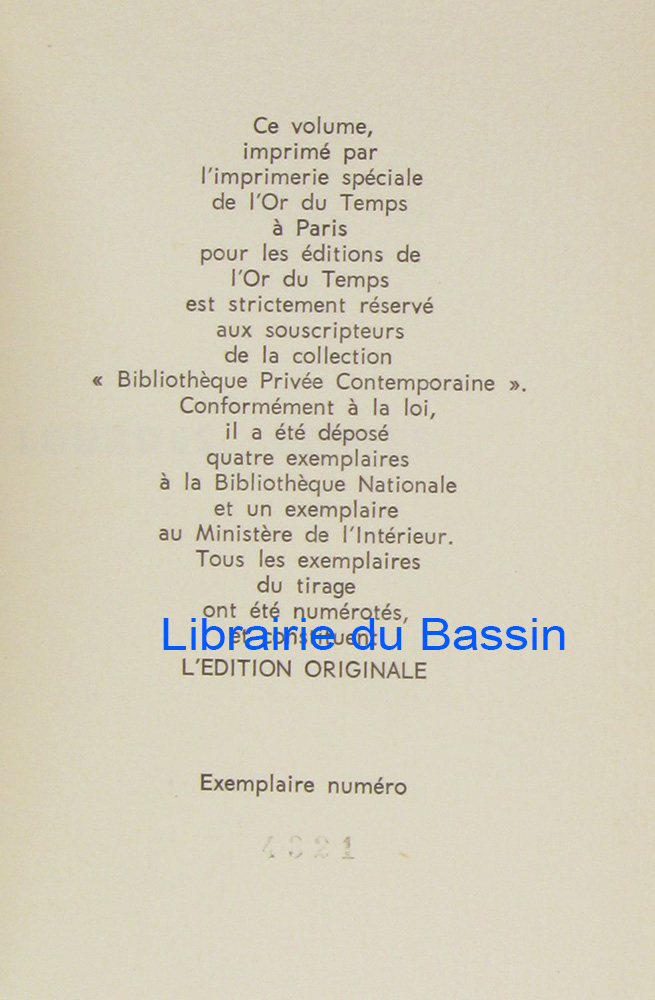 Ce volume,
imprimé par
l'imprimerie spéciale
de l'Or du Temps
à Paris
pour les éditions de
l'Or du Temps
est strictement réservé
aux souscripteurs
de la collection
« Bibliothèque Privée Contemporaine ».
Conformément à la loi,
il a été déposé
quatre exemplaires
à la Bibliothèque Nationale
et un exemplaire
au Ministère de l'Intérieur.
Tous les exemplaires
du tirage
ont été numérotés,
et constituent
Librairie du Bassin
L'EDITION ORIGINALE
Exemplaire numéro